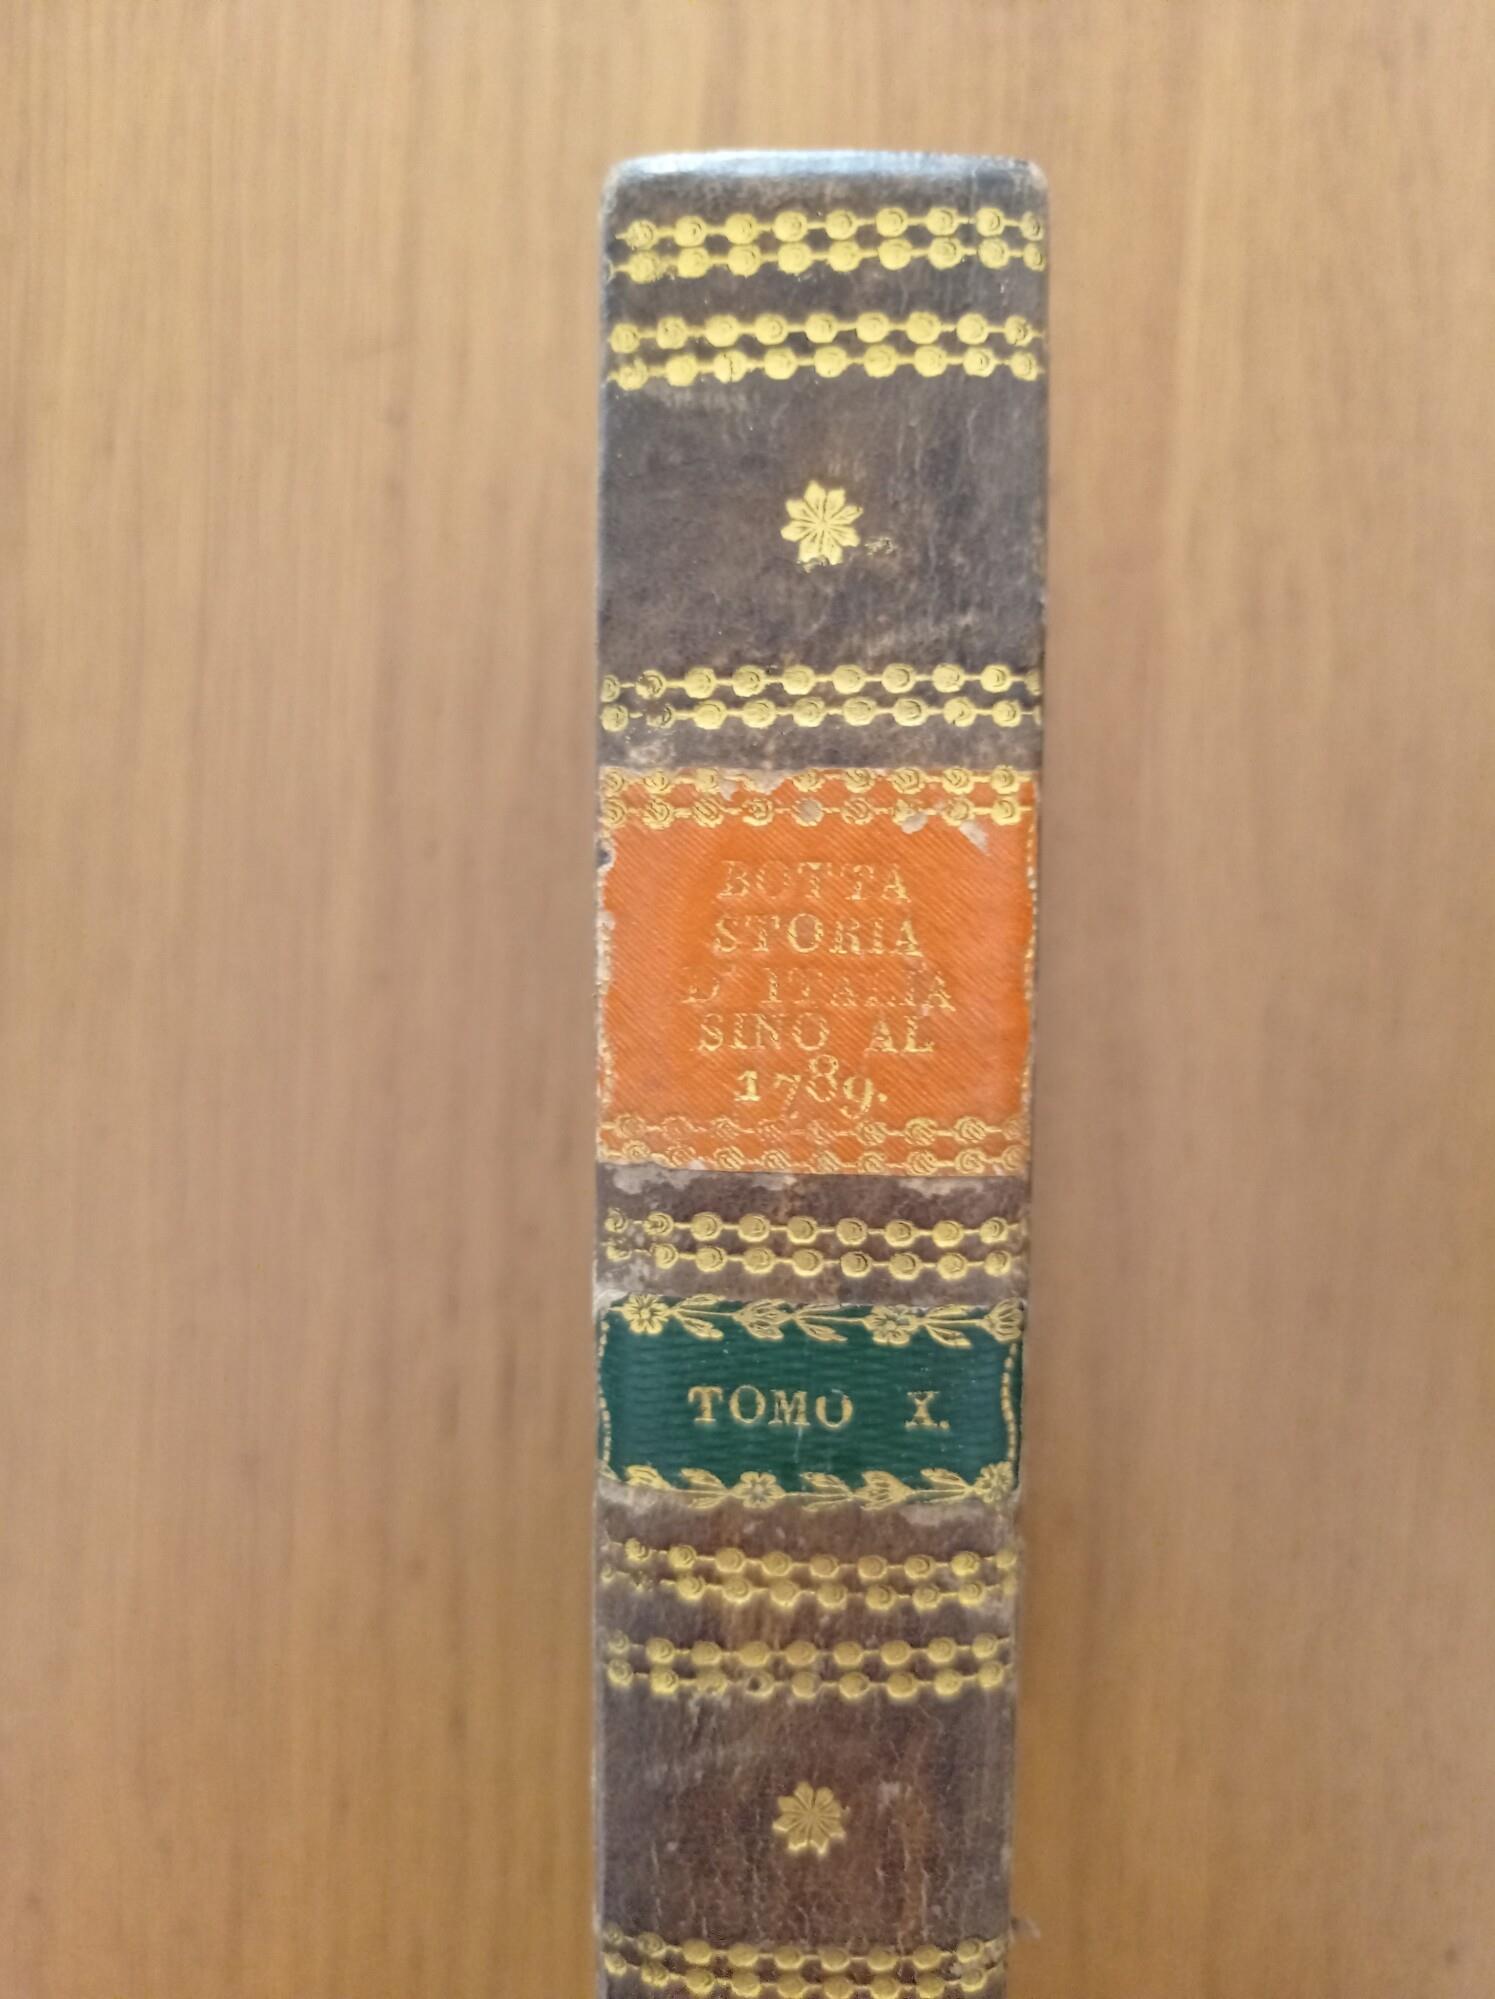 BOTTA
STORIA
D' ITALIA
SINO AL
1789.
TOMO X.